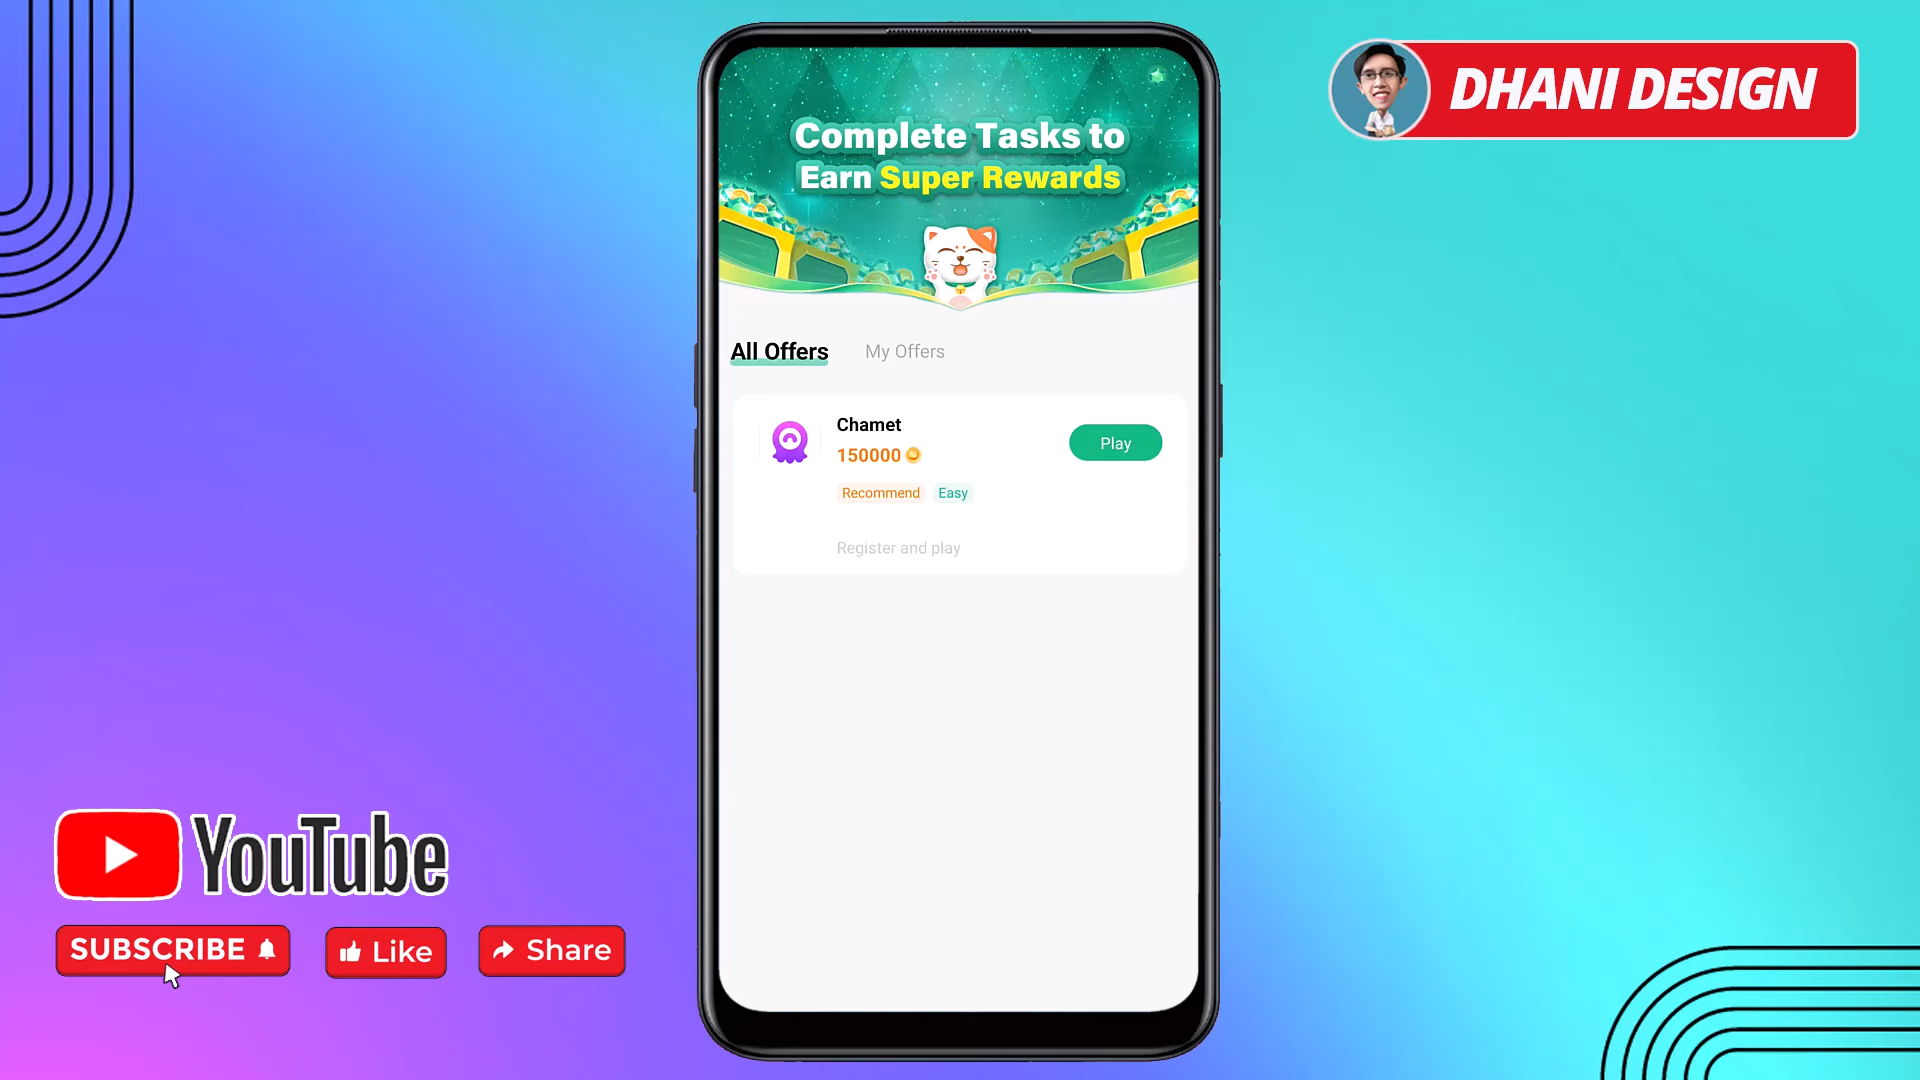 DHANI DESIGN
Complete Tasks to
Earn Super Rewards
All Offers
My Offers
Chamet
150000
Play
Recommend
Easy
Register and play
YouTube
SUBSCRIBE
Like
Share